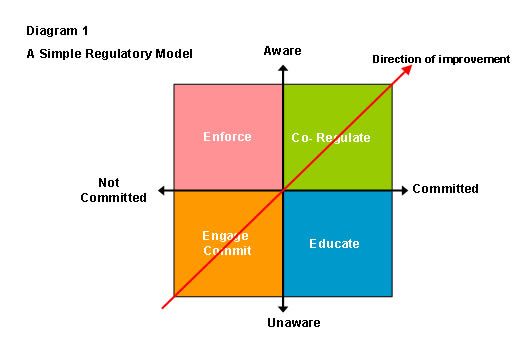 Diagram 1
A Simple Regulatory Model
Aware
Direction of improvement
Enforce
Co- Regulate
Not
Committed
Committed
Engage
Commit
Educate
Unaware